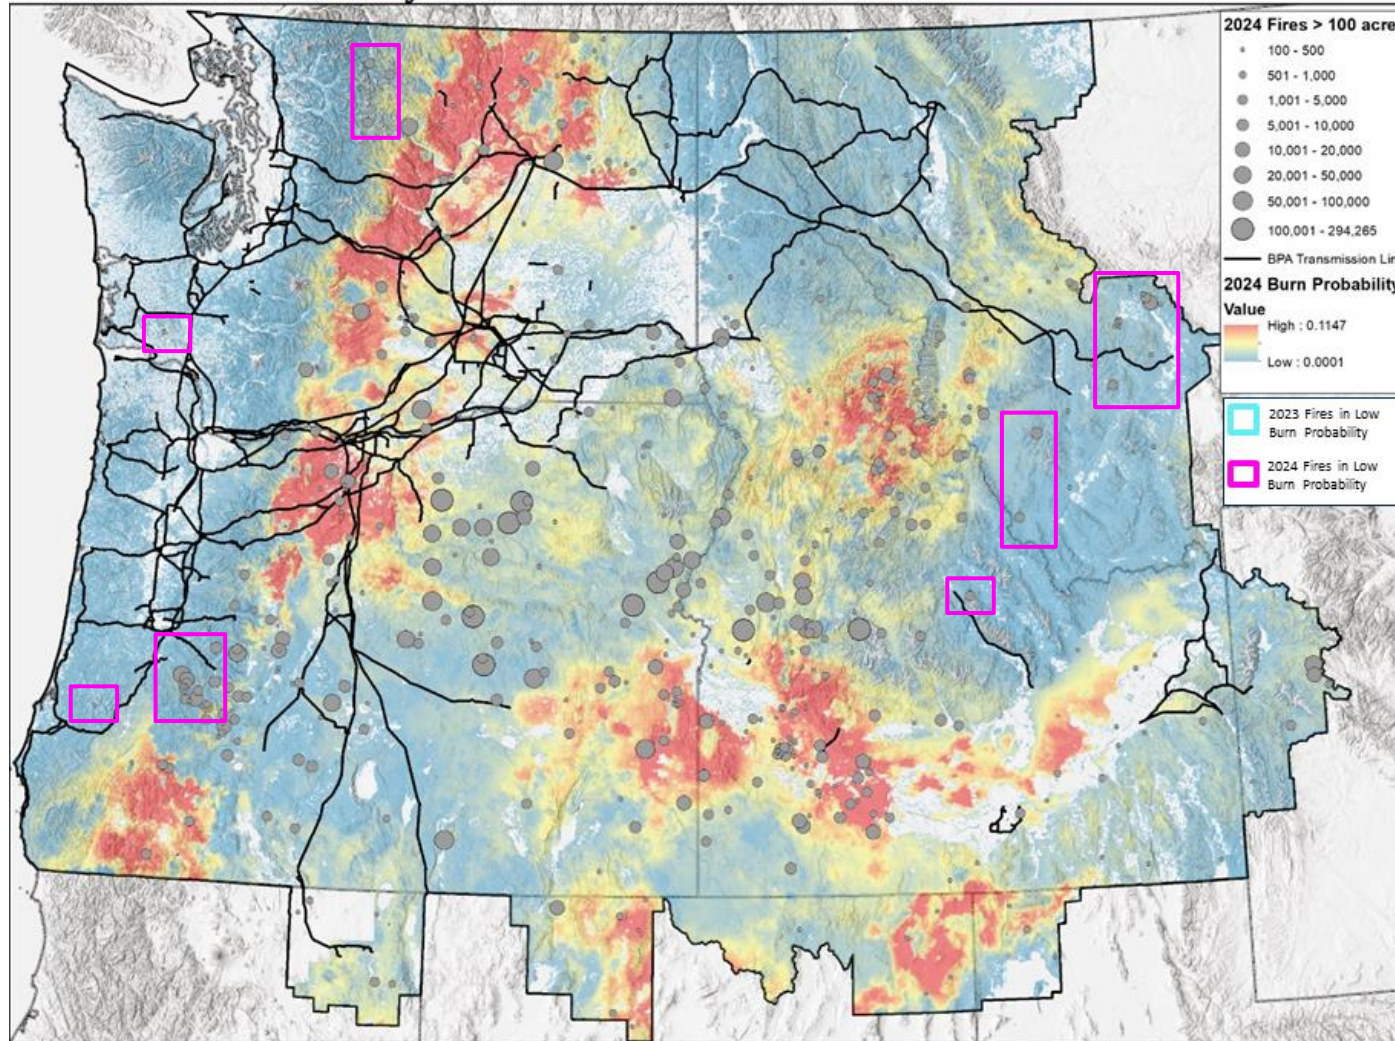 2024 Fires > 100 acre
100 - 500
501 - 1,000
1,001 - 5,000
5,001 - 10,000
10,001 - 20,000
20,001 - 50,000
50,001 - 100,000
100,001 - 294,265
BPA Transmission Lin
2024 Burn Probability
Value
High : 0.1147
Low : 0.0001
2023 Fires in Low
Burn Probability
2024 Fires in Low
Burn Probability